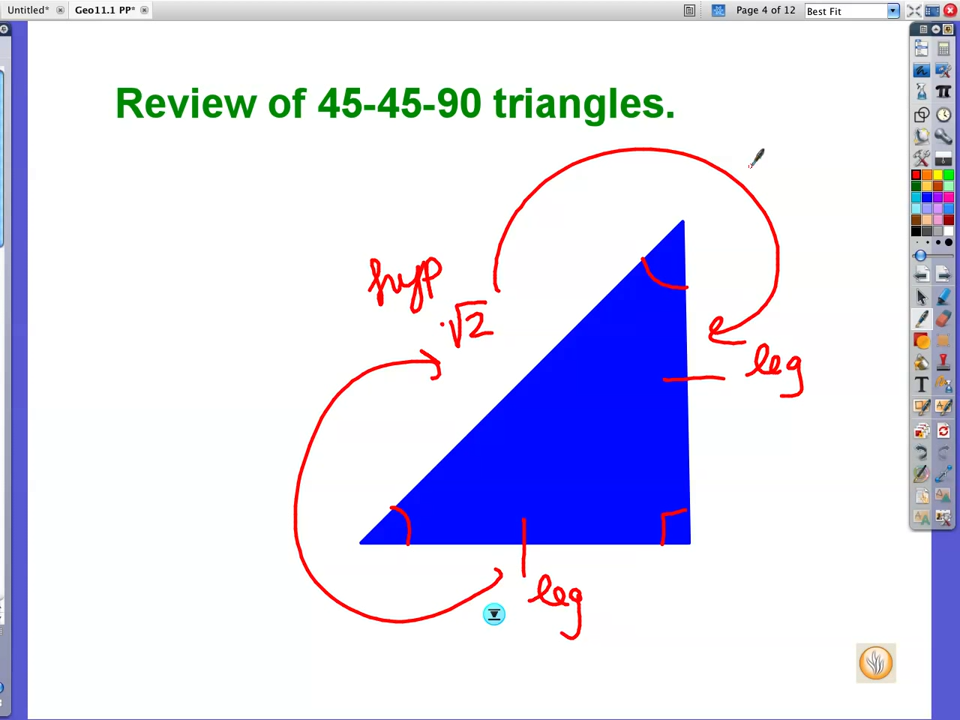 Untitled* Geo11.1 PP* Page 4 of 12 Best Fit
Review of 45-45-90 triangles.
hyp
·√2
leg
leg
T